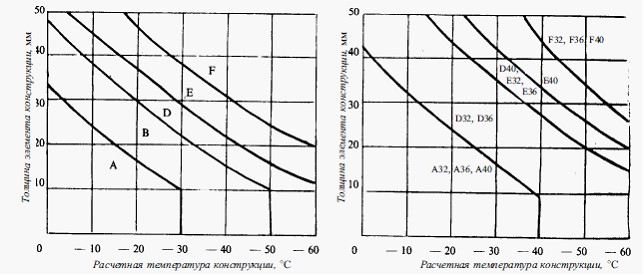 Толщина элемента конструкции, мм
50
40
30
20
10
A
B
D
E
F
0 — 10 — 20 — 30 — 40 — 50 — 60
Расчетная температура конструкции, °C
Толщина элемента конструкции, мм
50
40
30
20
10
F32, F36, F40
D40,
E32,
E36
E40
D32, D36
A32, A36, A40
0 — 10 — 20 — 30 — 40 — 50 — 60
Расчетная температура конструкции, °C